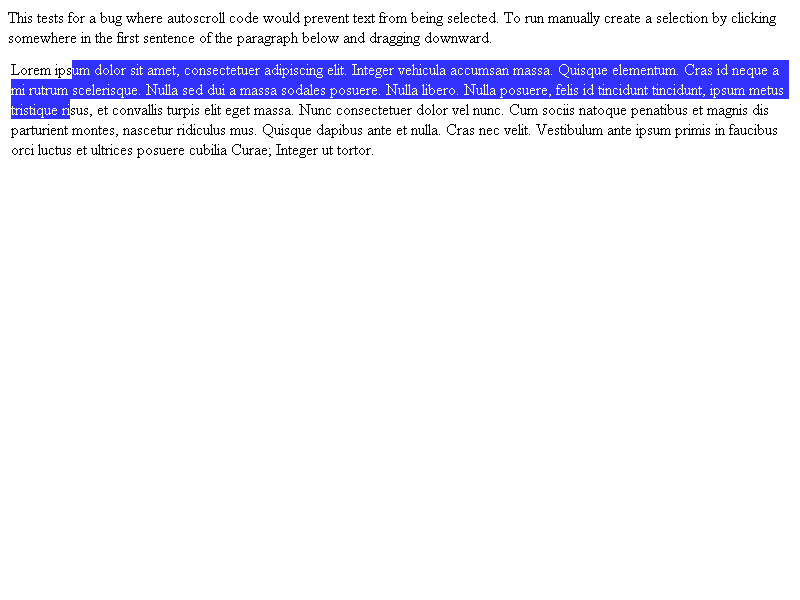 This tests for a bug where autoscroll code would prevent text from being selected. To run manually create a selection by clicking
somewhere in the first sentence of the paragraph below and dragging downward.
Lorem ipsum dolor sit amet, consectetuer adipiscing elit. Integer vehicula accumsan massa. Quisque elementum. Cras id neque a
mi rutrum scelerisque. Nulla sed dui a massa sodales posuere. Nulla libero. Nulla posuere, felis id tincidunt tincidunt, ipsum metus
tristique risus, et convallis turpis elit eget massa. Nunc consectetuer dolor vel nunc. Cum sociis natoque penatibus et magnis dis
parturient montes, nascetur ridiculus mus. Quisque dapibus ante et nulla. Cras nec velit. Vestibulum ante ipsum primis in faucibus
orci luctus et ultrices posuere cubilia Curae; Integer ut tortor.